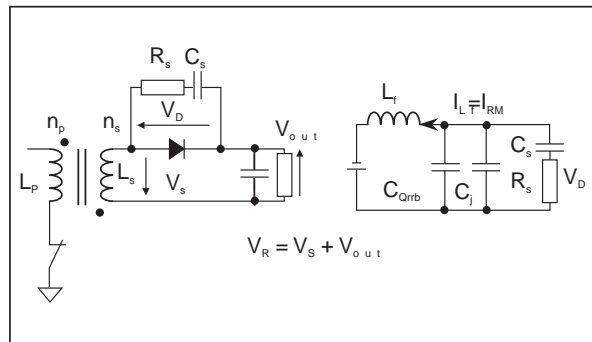 R_s C_s
V_D
n_p n_s
V_out
L_P L_s
V_s
L_f I_Lf=I_RM
C_s
C_Qrrb C_j R_s V_D
V_R = V_S + V_out